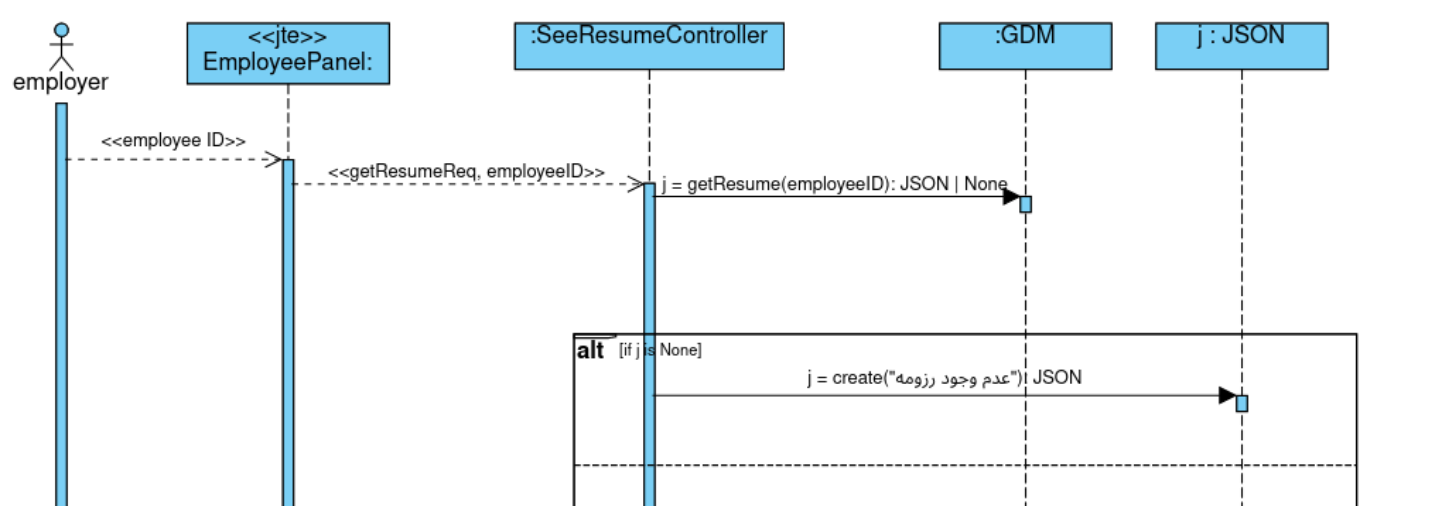 employer
<<jte>>
EmployeePanel:
:SeeResumeController
:GDM
j : JSON
<<employee ID>>
<<getResumeReq, employeeID>>
j = getResume(employeeID): JSON | None
alt
[if j is None]
j = create("عدم وجود رزومه"): JSON